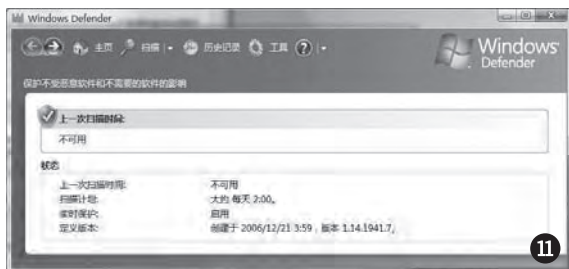 Windows Defender
主页 扫描 历史记录 工具
Windows Defender
保护不受恶意软件和不需要的软件的影响
上一次扫描时间:
不可用
状态
上一次扫描时间: 不可用
扫描计划: 大约 每天 2:00。
实时保护: 启用
定义版本: 创建于 2006/12/21 3:59，版本 1.14.1941.7。
11